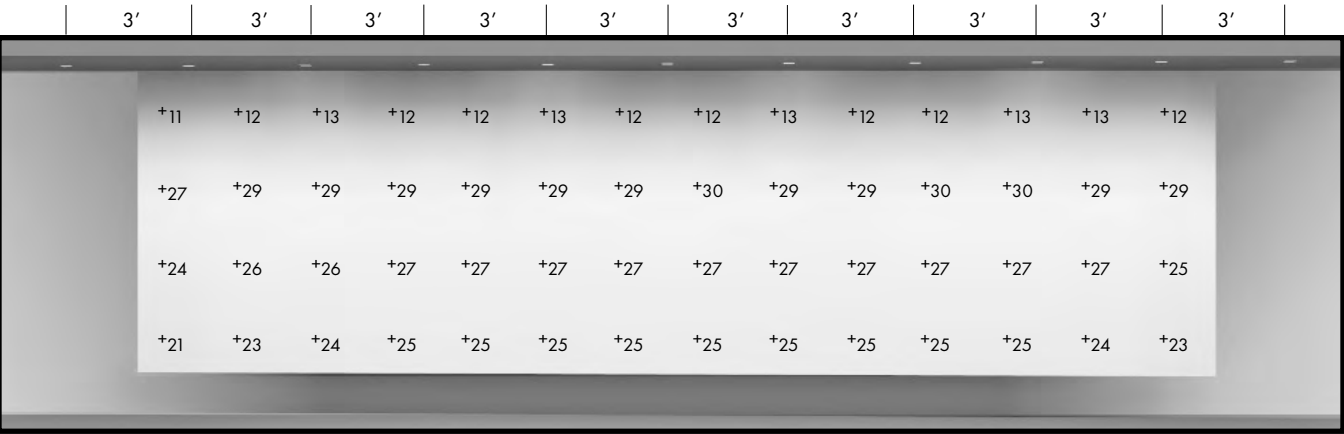 3′ 3′ 3′ 3′ 3′ 3′ 3′ 3′ 3′ 3′
+11 +12 +13 +12 +12 +13 +12 +12 +13 +12 +12 +13 +13 +12
+27 +29 +29 +29 +29 +29 +29 +30 +29 +29 +30 +30 +29 +29
+24 +26 +26 +27 +27 +27 +27 +27 +27 +27 +27 +27 +27 +25
+21 +23 +24 +25 +25 +25 +25 +25 +25 +25 +25 +25 +24 +23